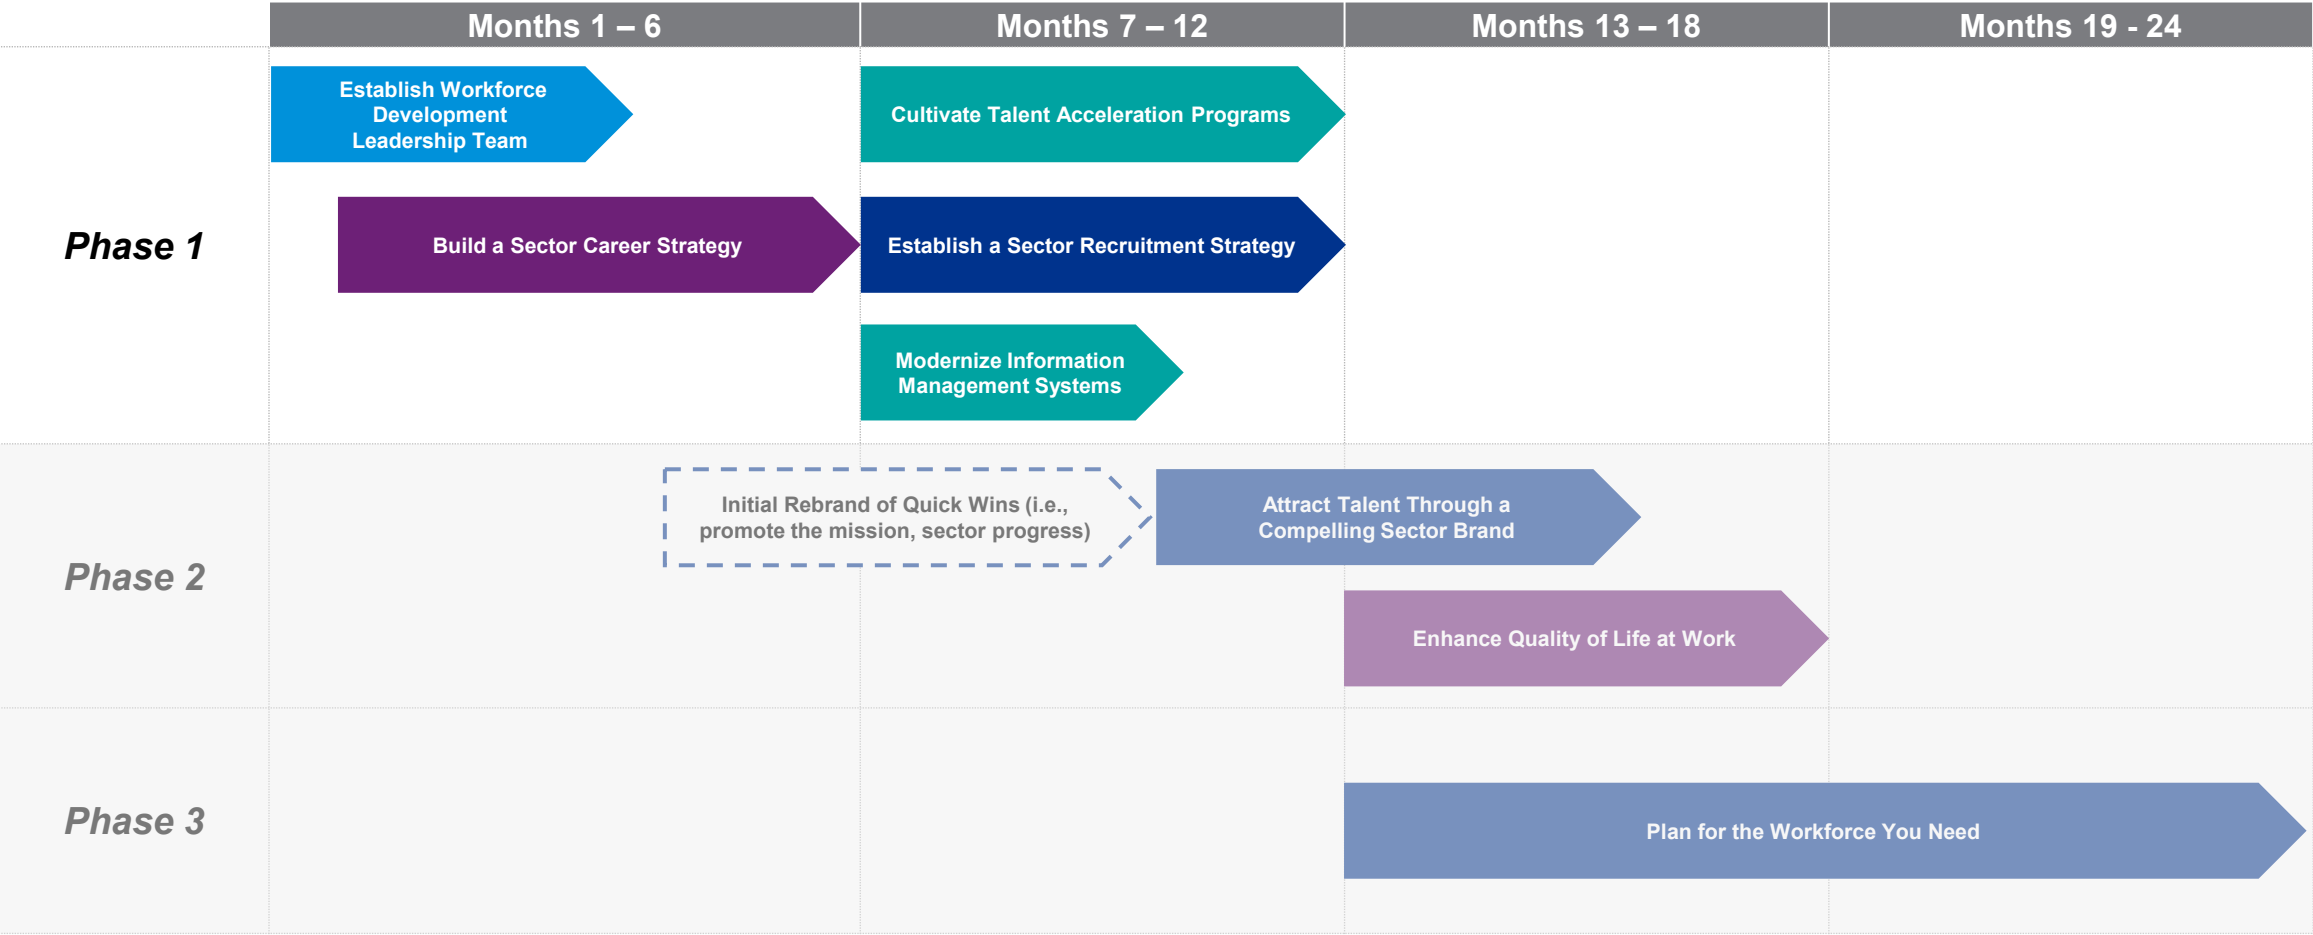 Months 1 – 6
Months 7 – 12
Months 13 – 18
Months 19 - 24
Phase 1
Establish Workforce
Development
Leadership Team
Cultivate Talent Acceleration Programs
Build a Sector Career Strategy
Establish a Sector Recruitment Strategy
Modernize Information
Management Systems
Phase 2
Initial Rebrand of Quick Wins (i.e.,
promote the mission, sector progress)
Attract Talent Through a
Compelling Sector Brand
Enhance Quality of Life at Work
Phase 3
Plan for the Workforce You Need